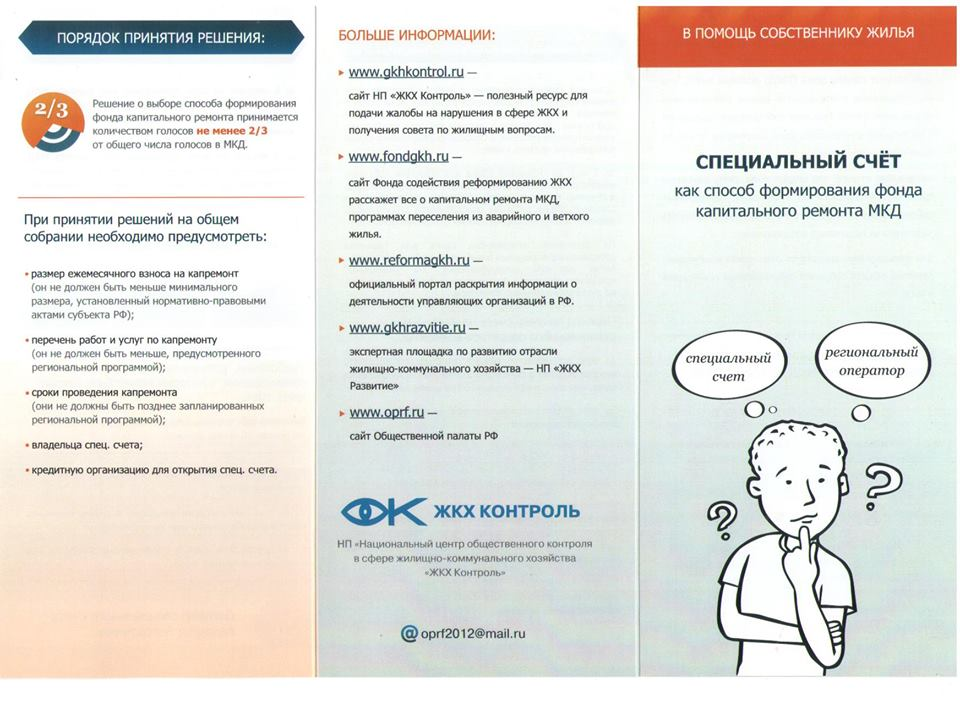 ПОРЯДОК ПРИНЯТИЯ РЕШЕНИЯ:
2/3
Решение о выборе способа формирования
фонда капитального ремонта принимается
количеством голосов не менее 2/3
от общего числа голосов в МКД.
При принятии решений на общем
собрании необходимо предусмотреть:
• размер ежемесячного взноса на капремонт
(он не должен быть меньше минимального
размера, установленный нормативно-правовыми
актами субъекта РФ);
• перечень работ и услуг по капремонту
(он не должен быть меньше, предусмотренного
региональной программой);
• сроки проведения капремонта
(они не должны быть позднее запланированных
региональной программой);
• владельца спец. счета;
• кредитную организацию для открытия спец. счета.
БОЛЬШЕ ИНФОРМАЦИИ:
www.gkhkontrol.ru —
сайт НП «ЖКХ Контроль» — полезный ресурс для
подачи жалобы на нарушения в сфере ЖКХ и
получения совета по жилищным вопросам.
www.fondgkh.ru —
сайт Фонда содействия реформированию ЖКХ
расскажет все о капитальном ремонте МКД,
программах переселения из аварийного и ветхого
жилья.
www.reformagkh.ru —
официальный портал раскрытия информации о
деятельности управляющих организаций в РФ.
www.gkhrazvitie.ru —
экспертная площадка по развитию отрасли
жилищно-коммунального хозяйства — НП «ЖКХ
Развитие»
www.oprf.ru —
сайт Общественной палаты РФ
ЖКХ КОНТРОЛЬ
НП «Национальный центр общественного контроля
в сфере жилищно-коммунального хозяйства
«ЖКХ Контроль»
@ oprf2012@mail.ru
В ПОМОЩЬ СОБСТВЕННИКУ ЖИЛЬЯ
СПЕЦИАЛЬНЫЙ СЧЁТ
как способ формирования фонда
капитального ремонта МКД
специальный
счет
региональный
оператор
? ?